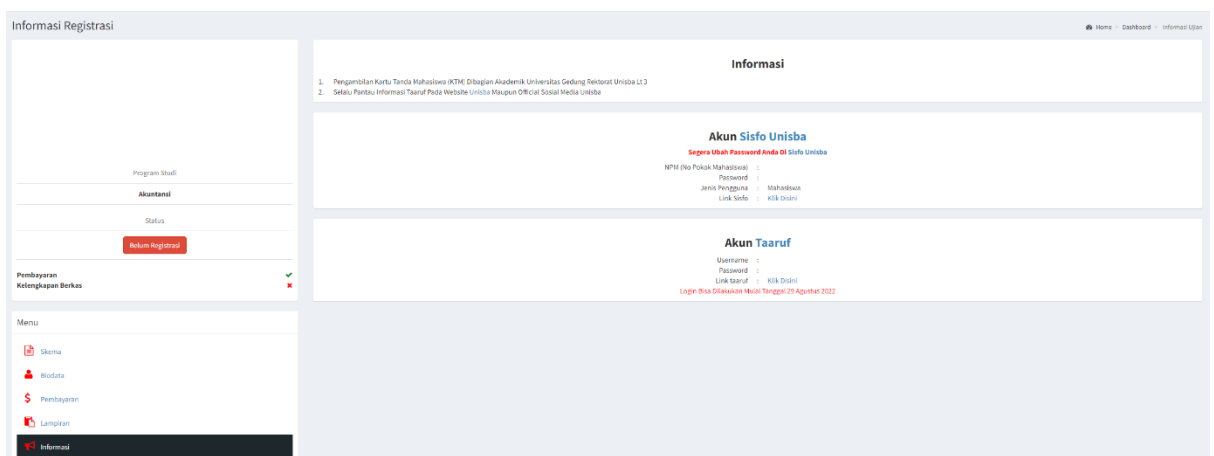 Informasi Registrasi
Home > Dashboard > Informasi Ujian
Program Studi
Akuntansi
Status
Belum Registrasi
Pembayaran
Kelengkapan Berkas
Menu
Skema
Biodata
Pembayaran
Lampiran
Informasi
Informasi
1. Pengambilan Kartu Tanda Mahasiswa (KTM) Dibagian Akademik Universitas Gedung Rektorat Unisba Lt 3
2. Selalu Pantau Informasi Taaruf Pada Website Unisba Maupun Official Sosial Media Unisba
Akun Sisfo Unisba
Segera Ubah Password Anda Di Sisfo Unisba
NPM (No Pokok Mahasiswa) :
Password :
Jenis Pengguna : Mahasiswa
Link Sisfo : Klik Disini
Akun Taaruf
Username :
Password :
Link taaruf : Klik Disini
Login Bisa Dilakukan Mulai Tanggal 29 Agustus 2022